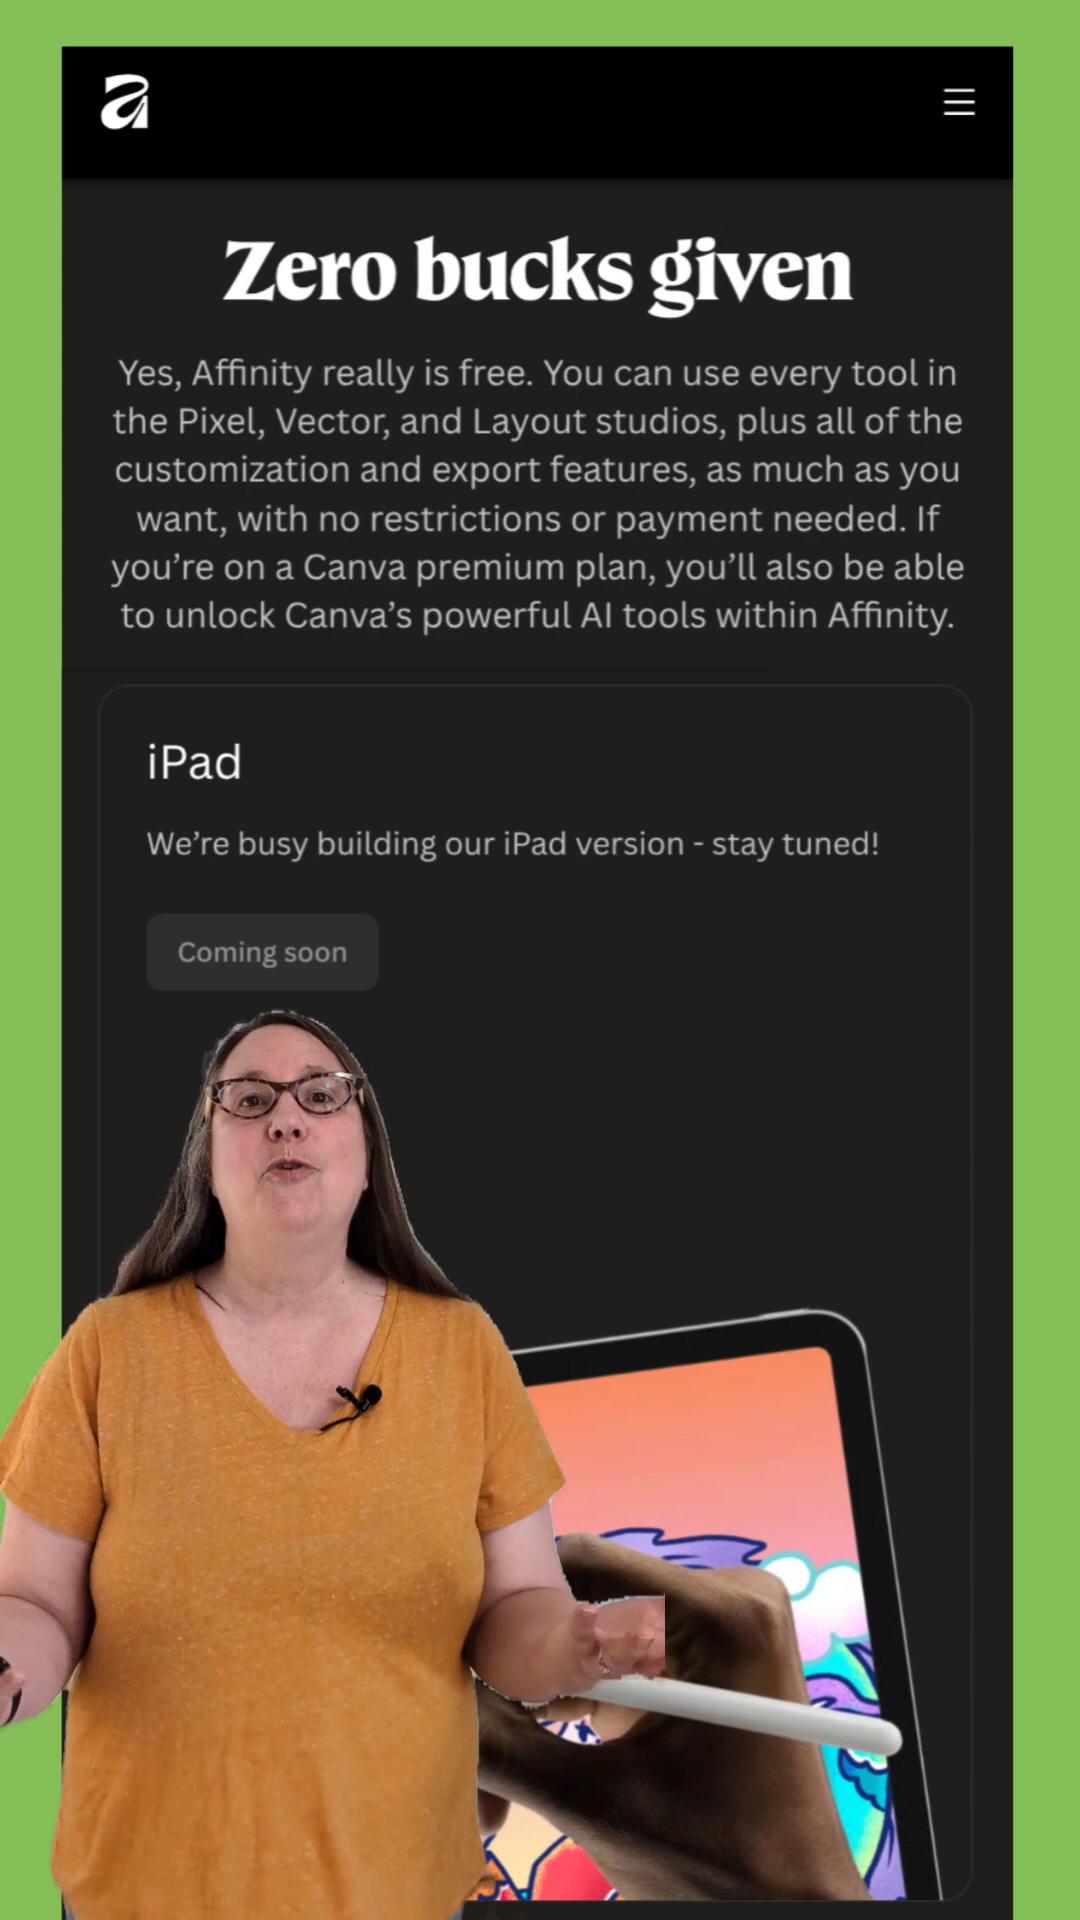 Zero bucks given
Yes, Affinity really is free. You can use every tool in
the Pixel, Vector, and Layout studios, plus all of the
customization and export features, as much as you
want, with no restrictions or payment needed. If
you’re on a Canva premium plan, you’ll also be able
to unlock Canva’s powerful AI tools within Affinity.
iPad
We’re busy building our iPad version - stay tuned!
Coming soon